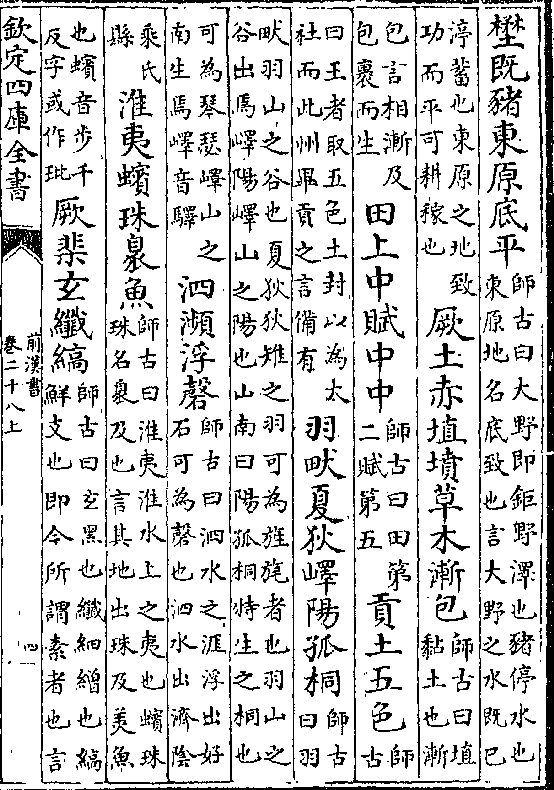 埜既豬東原底平師古曰大野即鉅野澤也豬停水也東原地名底致也言大野之水既已
渟蓄也東原之地致功而平可耕稼也厥土赤埴墳草木漸包師古曰埴黏土也漸
包言相漸及包裹而生田上中賦中中師古曰田第二賦第五貢土五色師古
曰王者取五色土封以為太社而此州畢貢之言備有羽畎夏狄嶧陽孤桐師古曰羽
畎羽山之谷也夏狄狄雉之羽可為旌旄者也羽山之谷出焉嶧陽嶧山之陽也山南曰陽孤桐特生之桐也
可為琴瑟嶧山之南生焉嶧音驛泗瀕浮磬師古曰泗水之涯浮出好石可為磬也泗水出濟陰
乘氏縣淮夷蠙珠臮魚師古曰淮夷淮水上之夷也蠙珠珠名臮及也言其地出珠及美魚
也蠙音步千反字或作玭厥棐玄纖縞師古曰玄黑也纖細繒也縞鮮支也即今所謂素者也言
欽定四庫全書
前漢書
卷二十八上
四